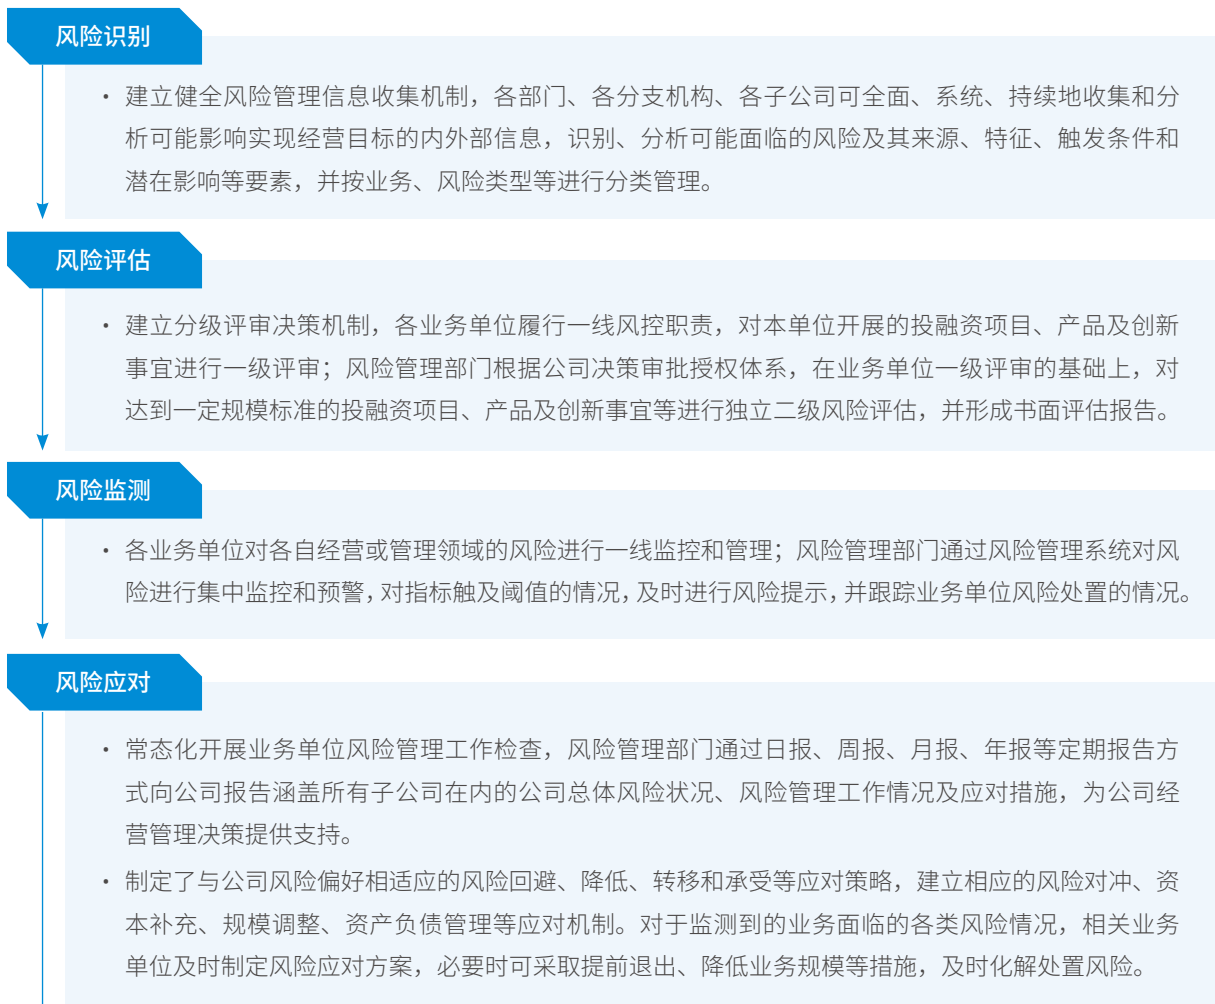 风险识别
· 建立健全风险管理信息收集机制，各部门、各分支机构、各子公司可全面、系统、持续地收集和分
析可能影响实现经营目标的内外部信息，识别、分析可能面临的风险及其来源、特征、触发条件和
潜在影响等要素，并按业务、风险类型等进行分类管理。
风险评估
· 建立分级评审决策机制，各业务单位履行一线风控职责，对本单位开展的投融资项目、产品及创新
事宜进行一级评审；风险管理部门根据公司决策审批授权体系，在业务单位一级评审的基础上，对
达到一定规模标准的投融资项目、产品及创新事宜等进行独立二级风险评估，并形成书面评估报告。
风险监测
· 各业务单位对各自经营或管理领域的风险进行一线监控和管理；风险管理部门通过风险管理系统对风
险进行集中监控和预警，对指标触及阈值的情况，及时进行风险提示，并跟踪业务单位风险处置的情况。
风险应对
· 常态化开展业务单位风险管理工作检查，风险管理部门通过日报、周报、月报、年报等定期报告方
式向公司报告涵盖所有子公司在内的公司总体风险状况、风险管理工作情况及应对措施，为公司经
营管理决策提供支持。
· 制定了与公司风险偏好相适应的风险回避、降低、转移和承受等应对策略，建立相应的风险对冲、资
本补充、规模调整、资产负债管理等应对机制。对于监测到的业务面临的各类风险情况，相关业务
单位及时制定风险应对方案，必要时可采取提前退出、降低业务规模等措施，及时化解处置风险。